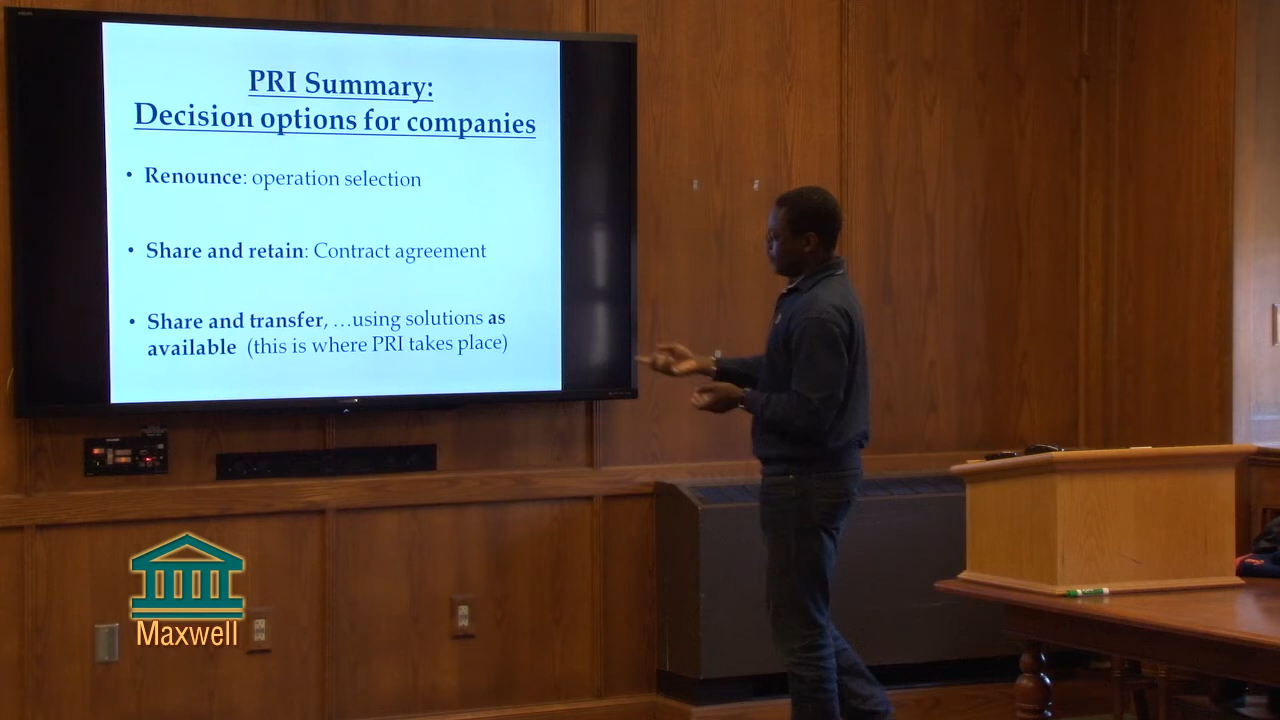 PRI Summary:
Decision options for companies
• Renounce: operation selection
• Share and retain: Contract agreement
• Share and transfer, …using solutions as
available (this is where PRI takes place)
Maxwell